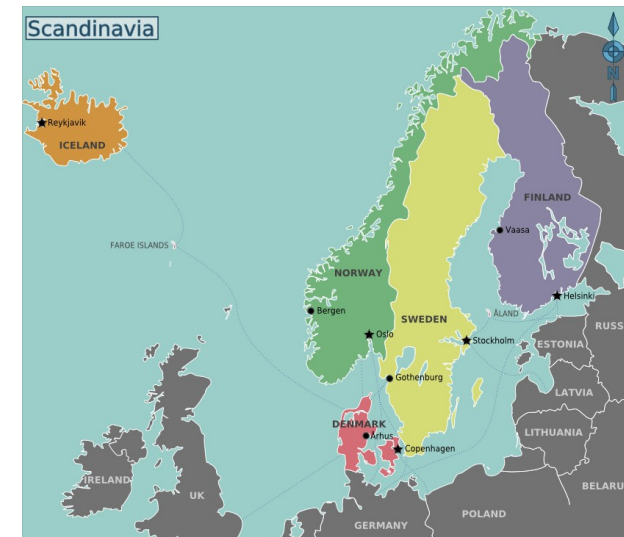 Scandinavia
N
Reykjavik
ICELAND
FAROE ISLANDS
FINLAND
Vaasa
NORWAY
Bergen
Helsinki
ÅLAND
SWEDEN
RUSS
Oslo
Stockholm
ESTONIA
Gothenburg
LATVIA
DENMARK
Århus
LITHUANIA
Copenhagen
IRELAND
UK
BELARU
POLAND
GERMANY